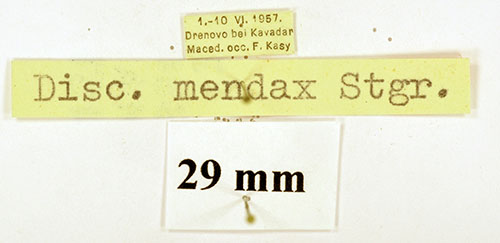 1.-10 VI. 1957.
Drenovo bei Kavadar
Maced. occ. F. Kasy
Disc. mendax Stgr.
29 mm